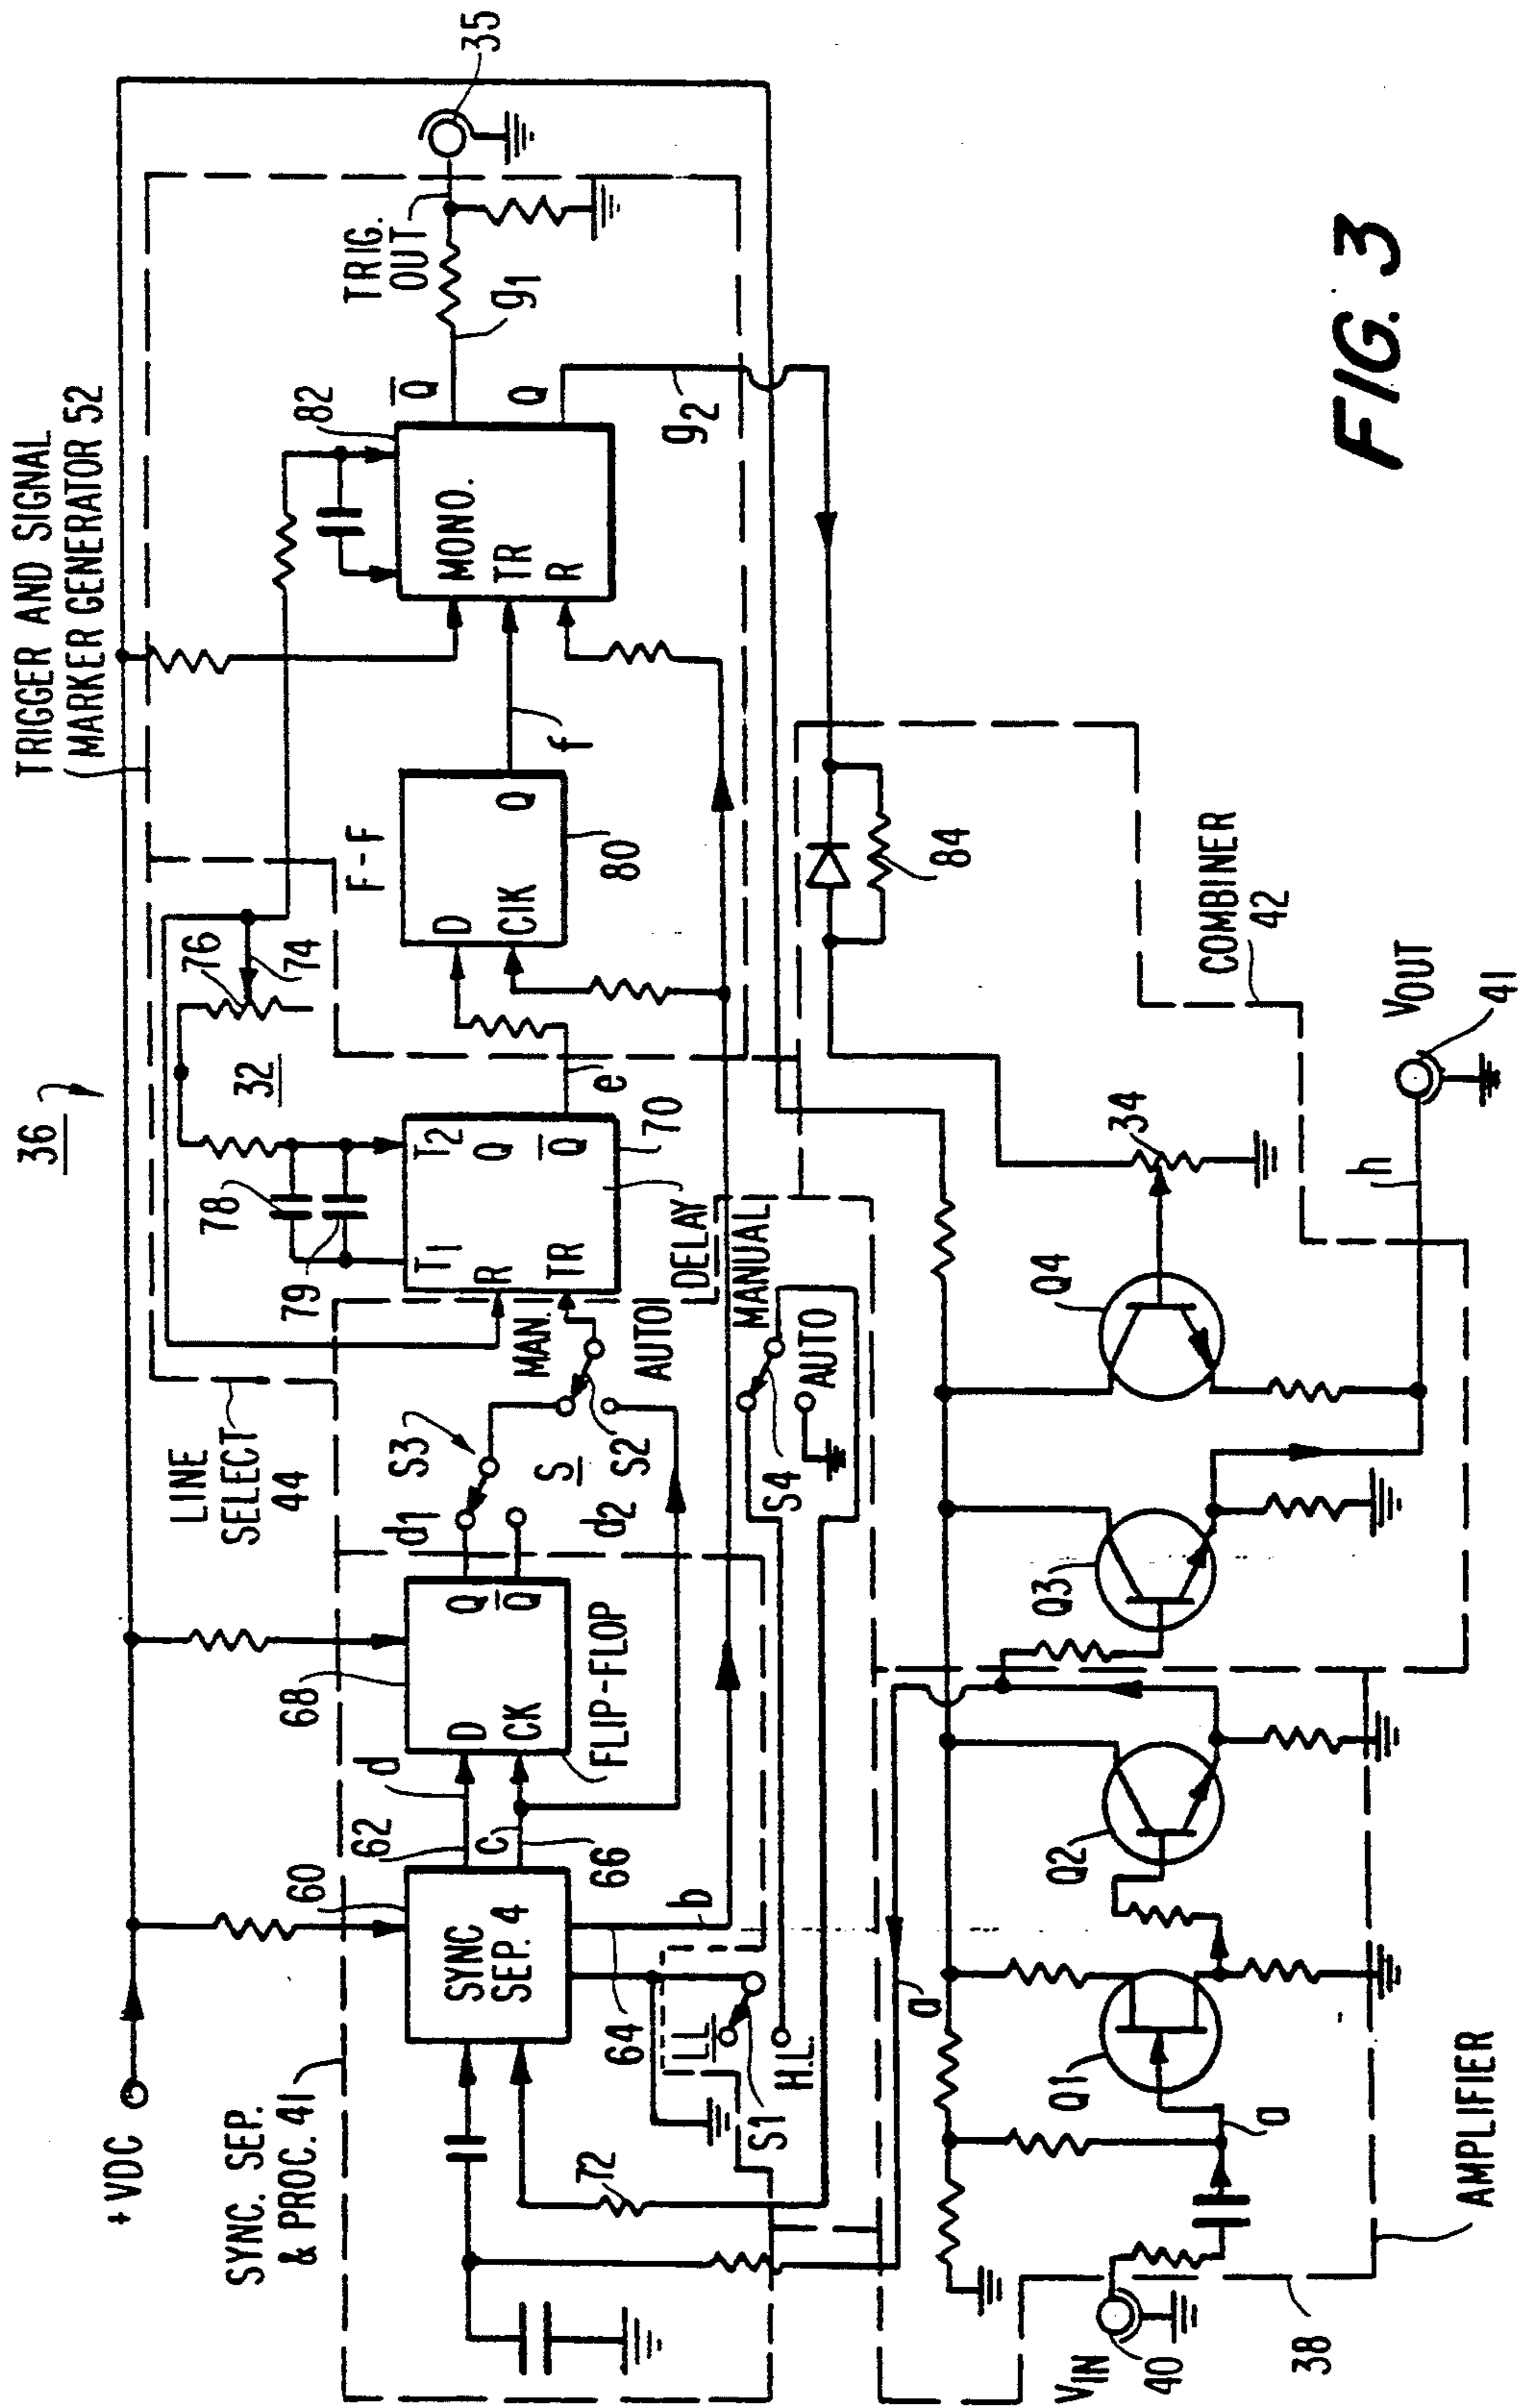 36
TRIGGER AND SIGNAL
MARKER GENERATOR 52
+ VDC
SYNC. SEP.
& PROC. 41
60
SYNC
SEP. 4
62
d
c
66
64
b
68
D
CK
Q
Q̅
FLIP-FLOP
LINE
SELECT
44
d1
d2
S3
S
S2
MAN.
AUTO
78
79
T1
T2
R
TR
Q
Q̅
70
DELAY
32
76
74
e
F-F
D
ClK
Q
80
f
82
MONO.
TR
R
Q̅
Q
g1
g2
TRIG.
OUT
35
72
LL
H.L.
S1
S4
MANUAL
AUTO
84
COMBINER
42
34
a
Q1
a
Q2
Q3
Q4
h
VOUT
41
VIN
40
38
AMPLIFIER
FIG. 3